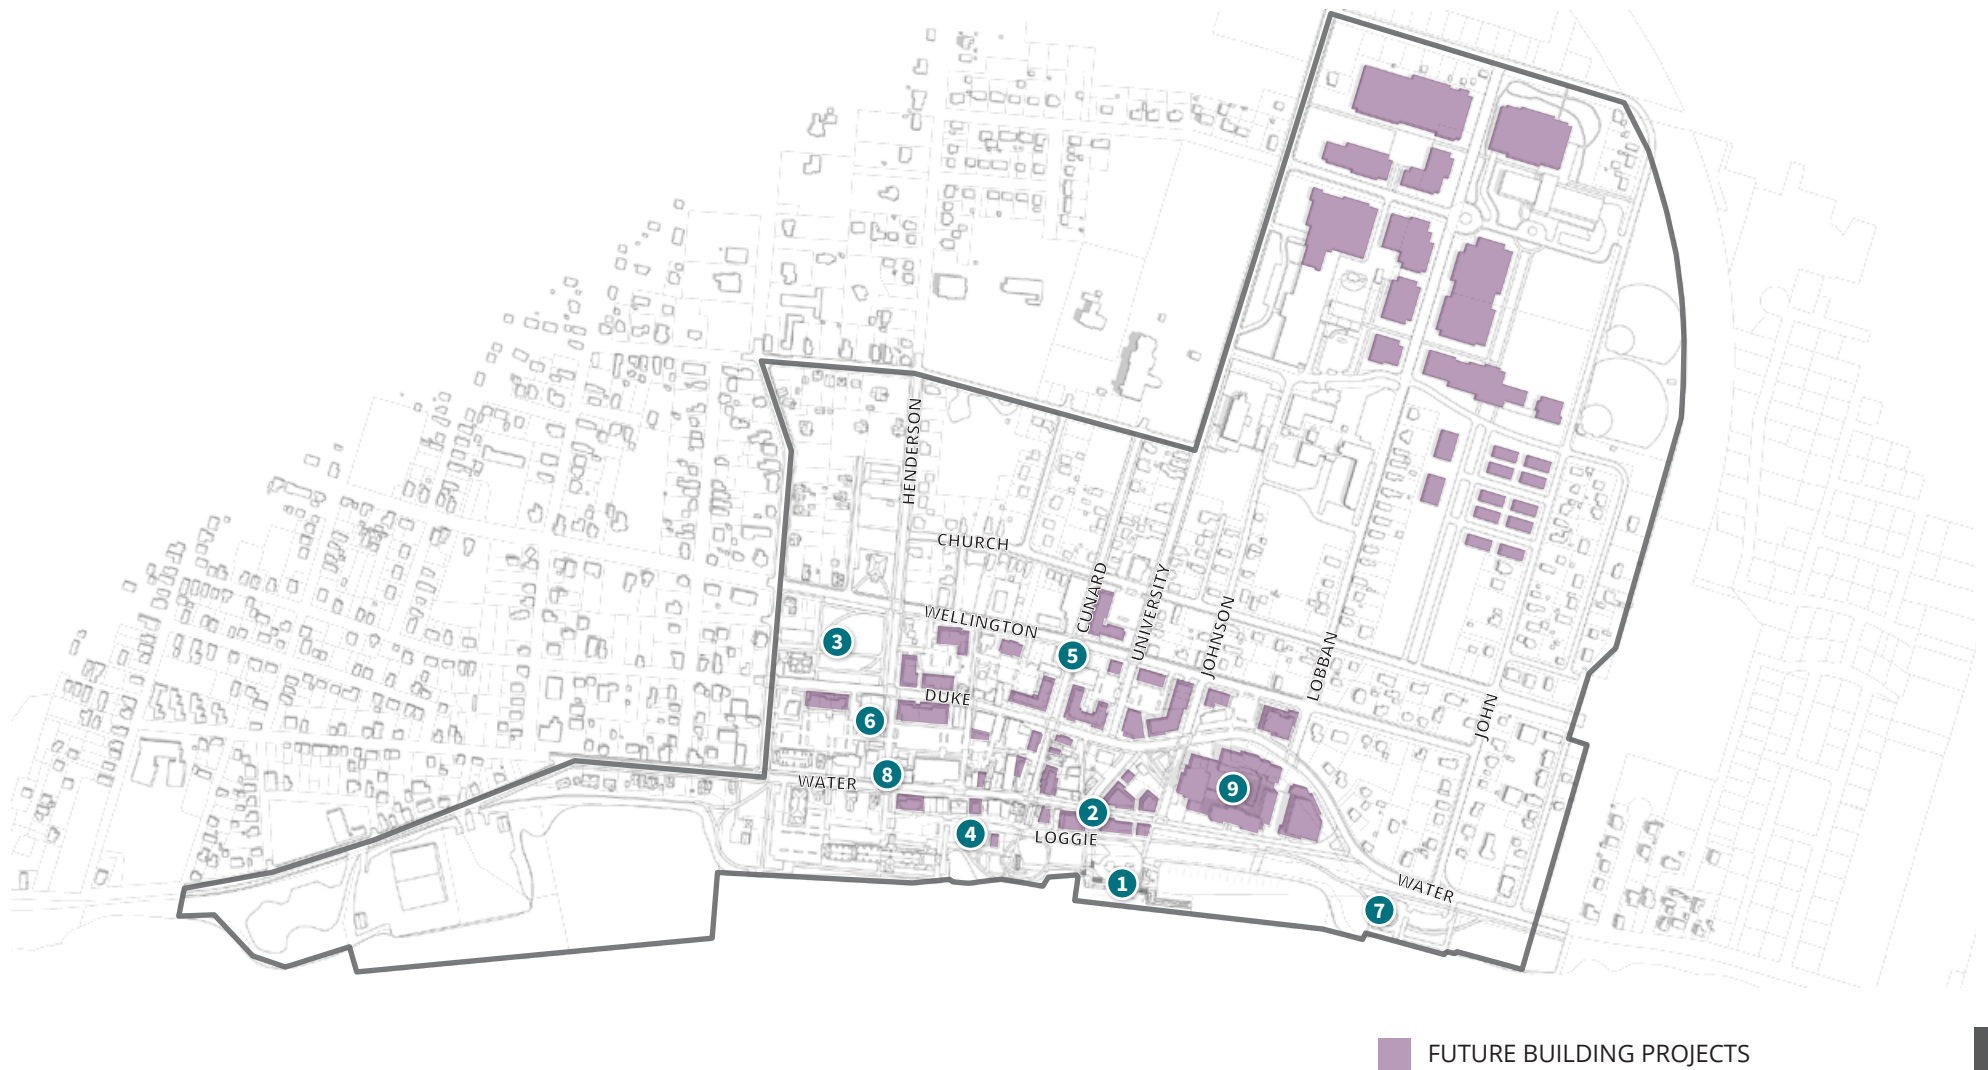 HENDERSON
CHURCH
CUNARD
UNIVERSITY
JOHNSON
WELLINGTON
3
5
LOBBAN
DUKE
JOHN
6
WATER
8
9
2
4
LOGGIE
1
WATER
7
FUTURE BUILDING PROJECTS